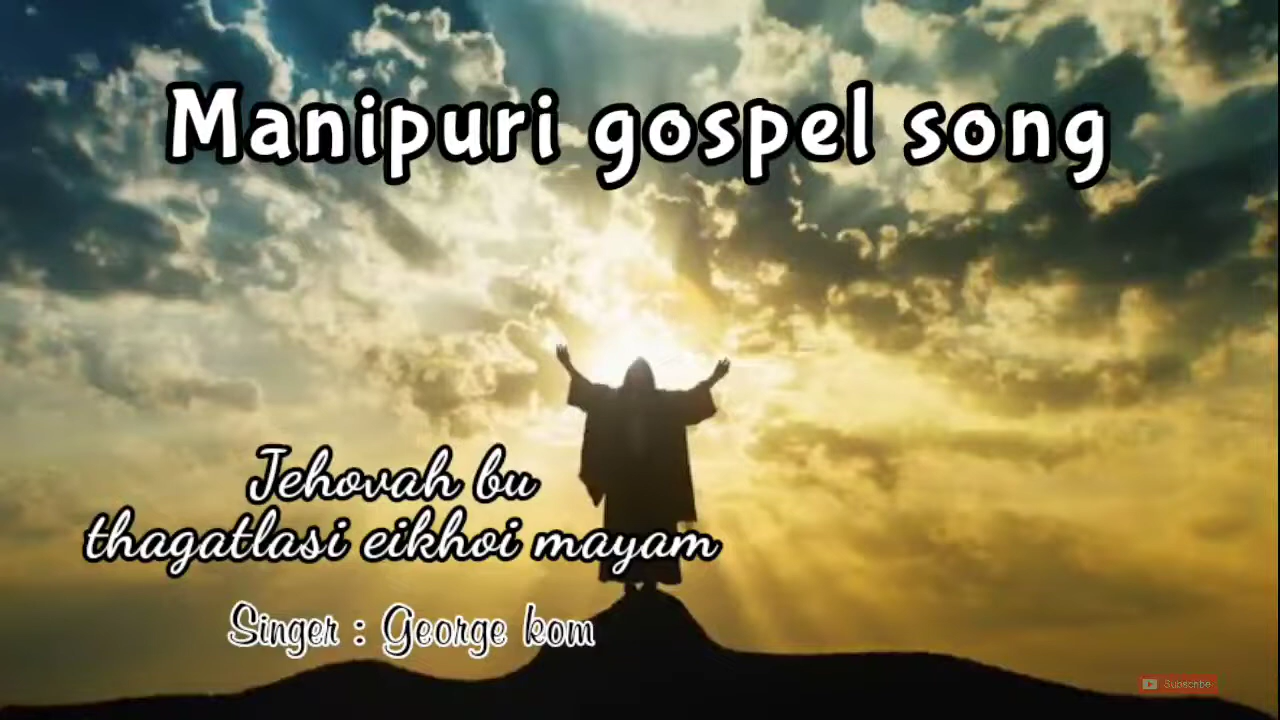 Manipuri gospel song
Jehovah bu
thagatlasi eikhoi mayam
Singer : George kom
Subscribe